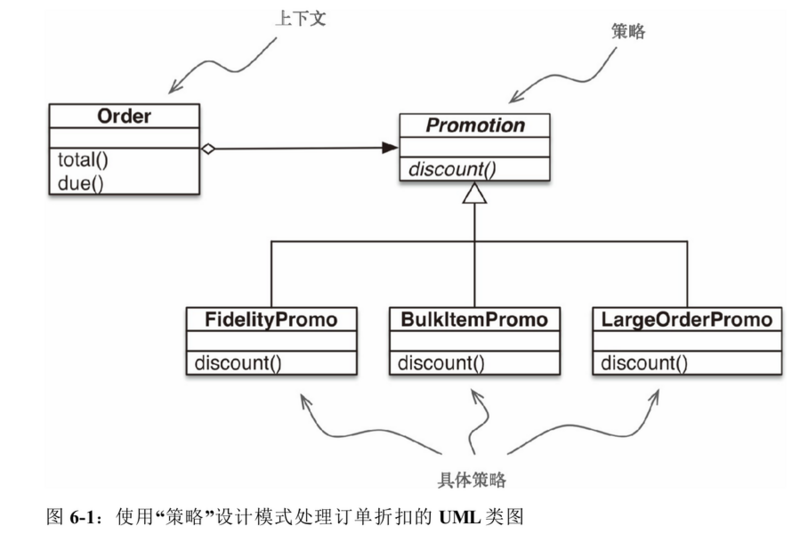 上下文
策略
Order
total()
due()
Promotion
discount()
FidelityPromo
discount()
BulkItemPromo
discount()
LargeOrderPromo
discount()
具体策略
图 6-1：使用“策略”设计模式处理订单折扣的 UML 类图